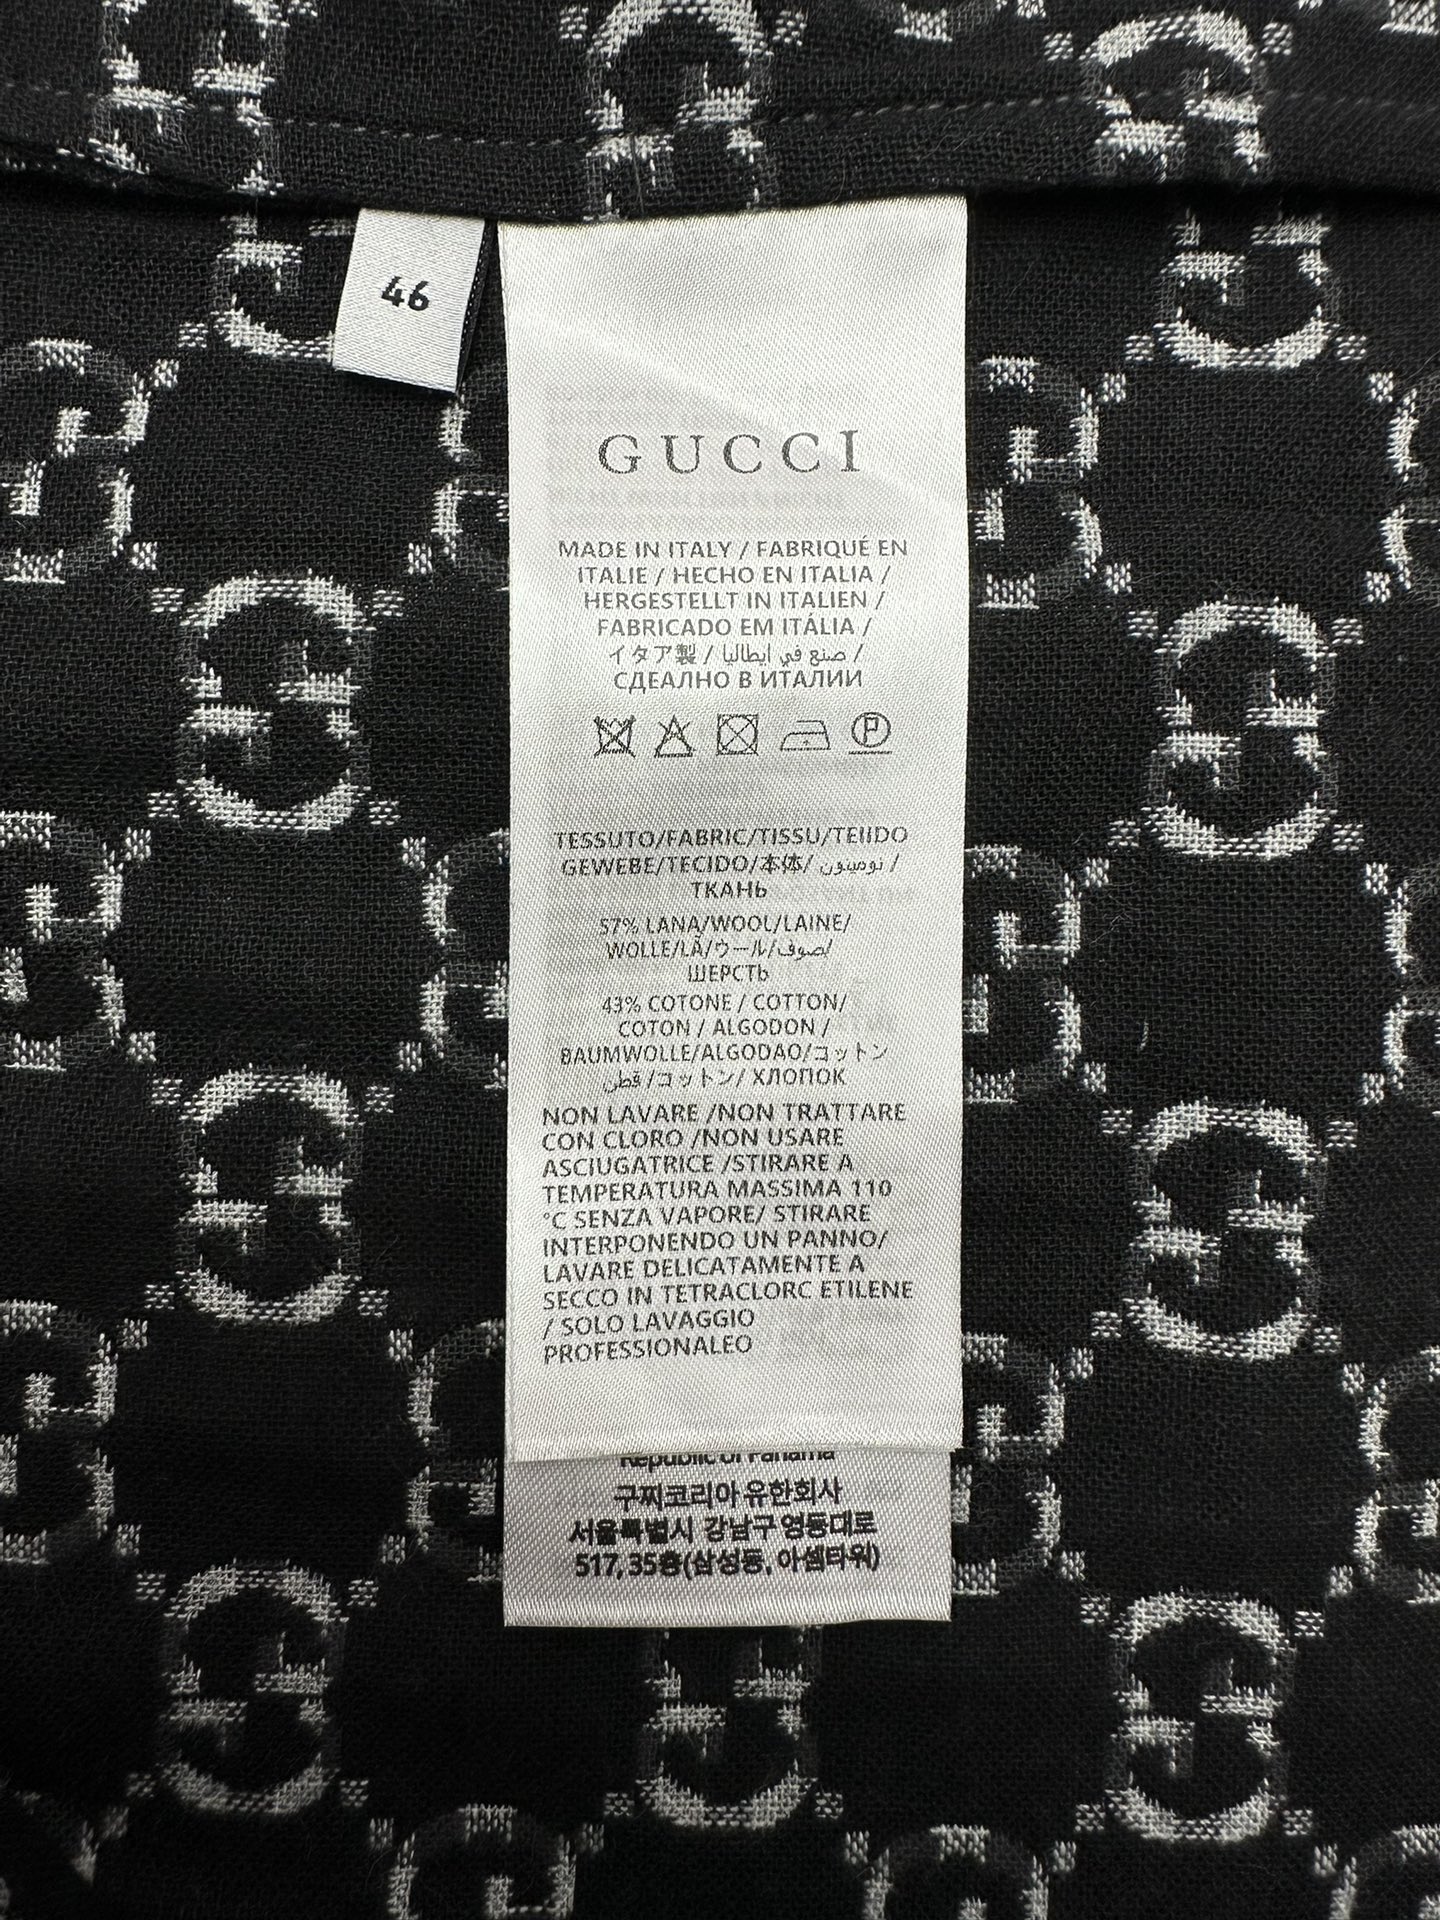 46
GUCCI
MADE IN ITALY / FABRIQUÉ EN
ITALIE / HECHO EN ITALIA /
HERGESTELLT IN ITALIEN /
FABRICADO EM ITÁLIA /
イタア製 / صنع في ايطاليا /
СДЕАЛНО В ИТАЛИИ
P
TESSUTO/FABRIC/TISSU/TEIIDO
GEWEBE/TECIDO/本体/ نومينون /
ТКАНЬ
57% LANA/WOOL/LAINE/
WOLLE/LÃ/ウール/صوف/
ШЕРСТЬ
43% COTONE / COTTON/
COTON / ALGODON /
BAUMWOLLE/ALGODAO/コットン
قطن /コットン/ ХЛОПОК
NON LAVARE /NON TRATTARE
CON CLORO /NON USARE
ASCIUGATRICE /STIRARE A
TEMPERATURA MASSIMA 110
°C SENZA VAPORE/ STIRARE
INTERPONENDO UN PANNO/
LAVARE DELICATAMENTE A
SECCO IN TETRACLORC ETILENE
/ SOLO LAVAGGIO
PROFESSIONALEO
Republic of Panama
구찌코리아 유한회사
서울특별시 강남구 영동대로
517, 35층(삼성동, 아셈타워)